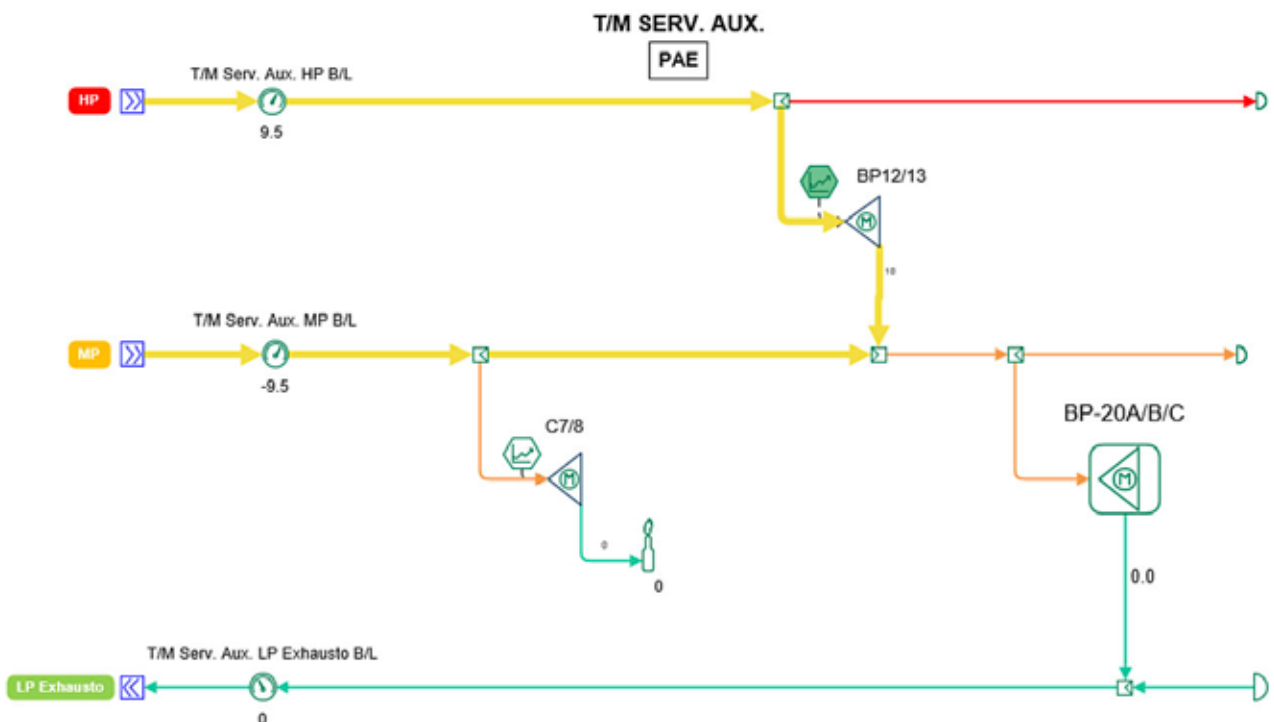 T/M SERV. AUX.
PAE
T/M Serv. Aux. HP B/L
HP
9.5
BP12/13
M
10
T/M Serv. Aux. MP B/L
MP
-9.5
BP-20A/B/C
C7/8
M
M
0
0
0.0
T/M Serv. Aux. LP Exhausto B/L
LP Exhausto
0